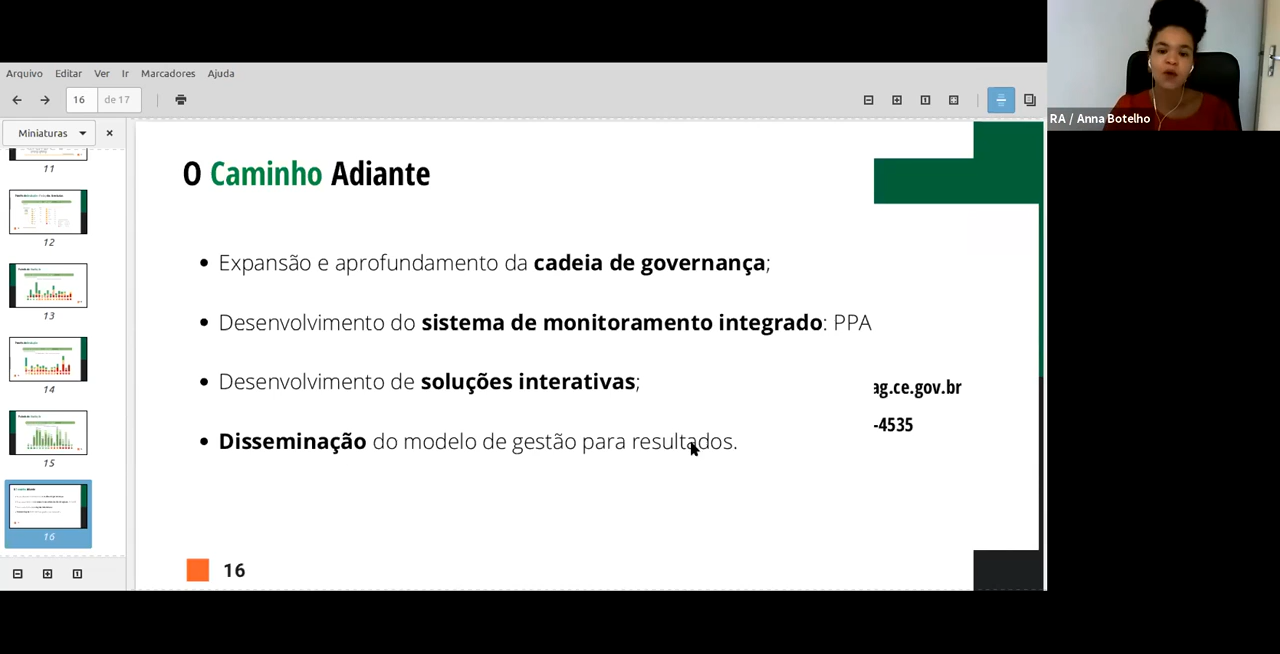 Arquivo Editar Ver Ir Marcadores Ajuda
16 de 17
Miniaturas
11
12
13
14
15
16
O Caminho Adiante
Expansão e aprofundamento da cadeia de governança;
Desenvolvimento do sistema de monitoramento integrado: PPA
Desenvolvimento de soluções interativas;
Disseminação do modelo de gestão para resultados.
ag.ce.gov.br
-4535
16
RA / Anna Botelho